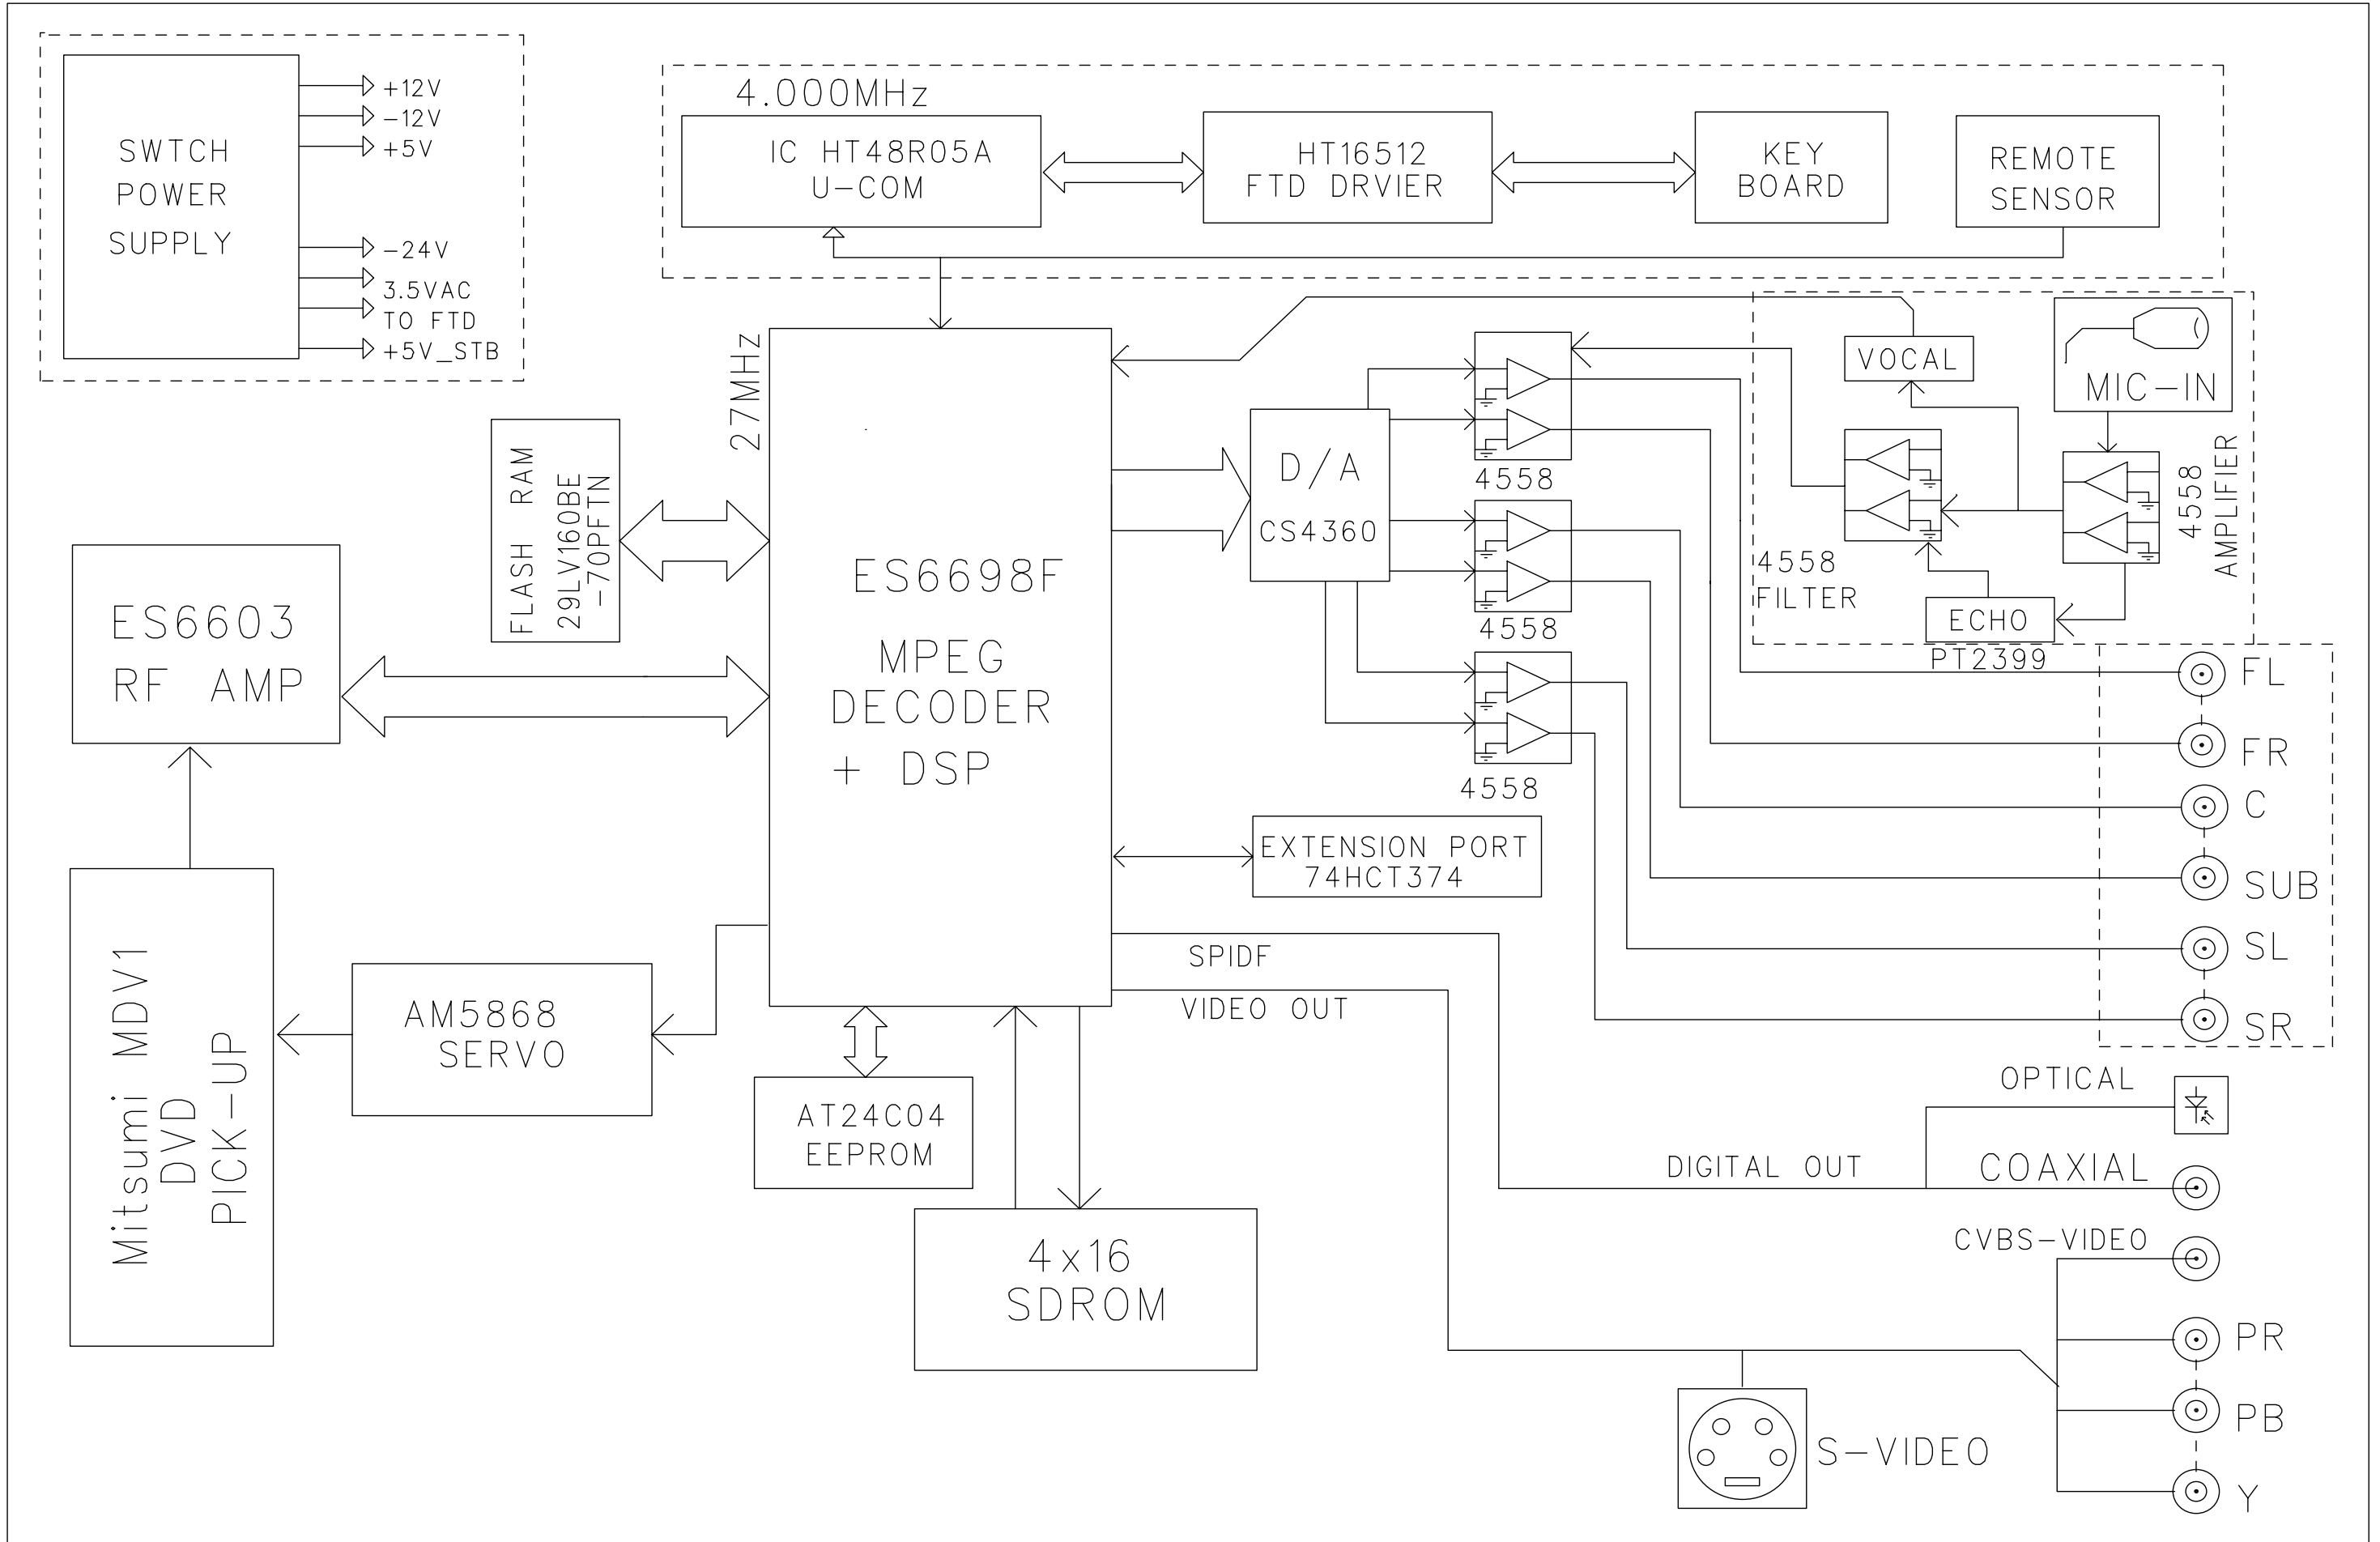 SWTCH
POWER
SUPPLY
+12V
-12V
+5V
-24V
3.5VAC
TO FTD
+5V_STB
4.000MHz
IC HT48R05A
U-COM
HT16512
FTD DRVIER
KEY
BOARD
REMOTE
SENSOR
27MHz
FLASH RAM
29LV160BE
-70PFTN
ES6603
RF AMP
ES6698F
MPEG
DECODER
+ DSP
D/A
CS4360
4558
4558
4558
VOCAL
MIC-IN
4558
FILTER
4558
AMPLIFIER
ECHO
PT2399
FL
FR
C
SUB
SL
SR
EXTENSION PORT
74HCT374
SPIDF
VIDEO OUT
Mitsumi MDV1
DVD
PICK-UP
AM5868
SERVO
AT24C04
EEPROM
4x16
SDROM
OPTICAL
DIGITAL OUT
COAXIAL
CVBS-VIDEO
PR
PB
Y
S-VIDEO